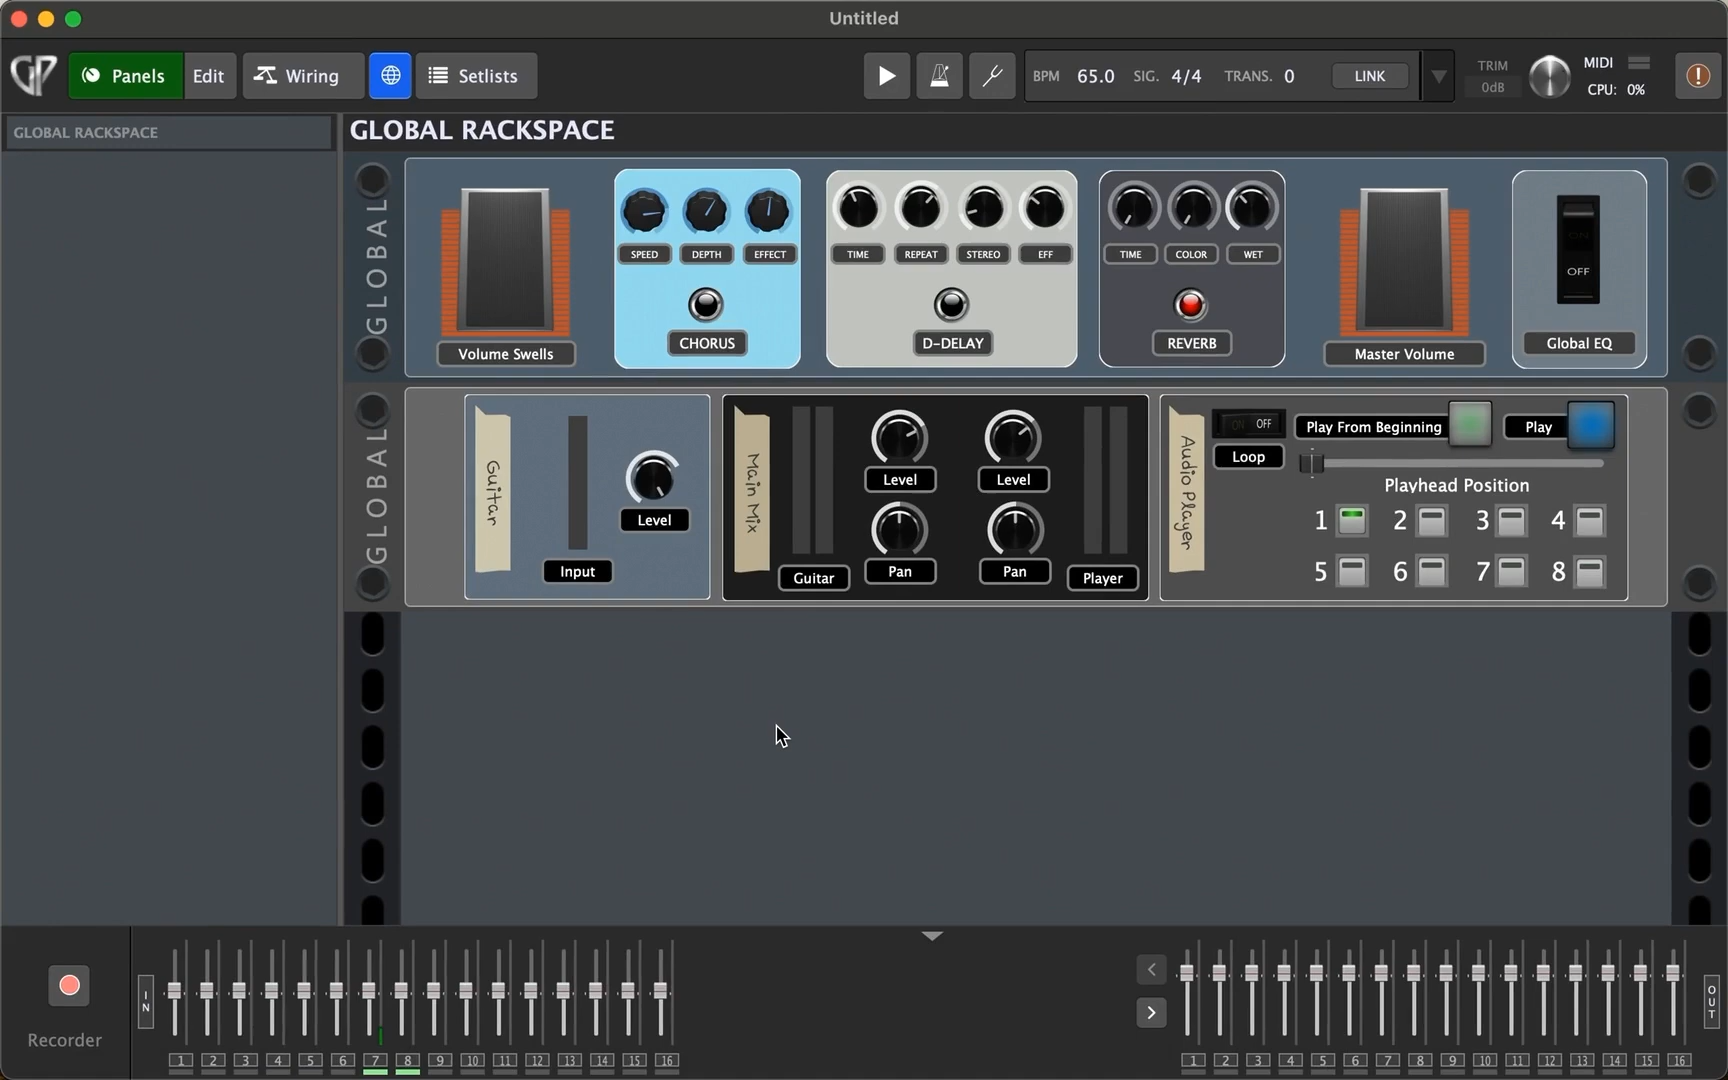 Untitled
GP Panels Edit Wiring Setlists
BPM 65.0 SIG. 4/4 TRANS. 0 LINK
TRIM
0dB
MIDI
CPU: 0%
GLOBAL RACKSPACE
GLOBAL RACKSPACE
GLOBAL
Volume Swells
SPEED DEPTH EFFECT
CHORUS
TIME REPEAT STEREO EFF
D-DELAY
TIME COLOR WET
REVERB
Master Volume
ON
OFF
Global EQ
GLOBAL
Guitar
Input
Level
Main Mix
Guitar
Level
Pan
Level
Pan
Player
Audio Player
ON OFF
Loop
Play From Beginning
Play
Playhead Position
1 2 3 4
5 6 7 8
Recorder
IN
1 2 3 4 5 6 7 8 9 10 11 12 13 14 15 16
1 2 3 4 5 6 7 8 9 10 11 12 13 14 15 16
OUT